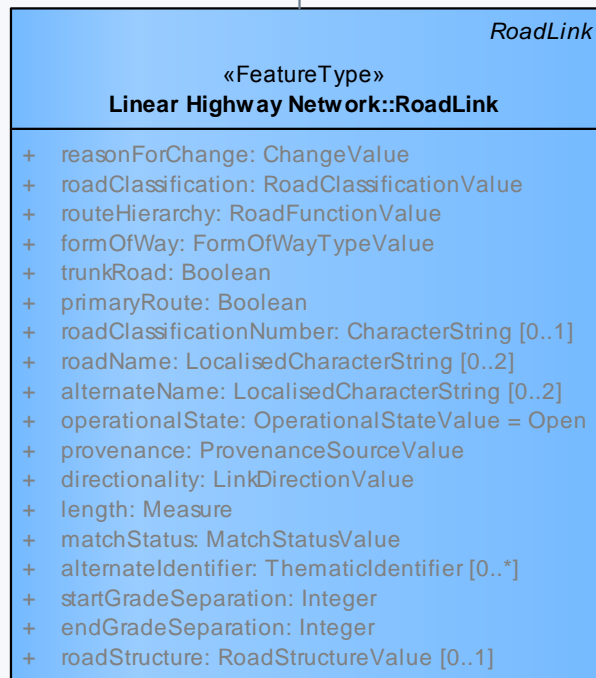 RoadLink
«FeatureType»
Linear Highway Network::RoadLink
+ reasonForChange: ChangeValue
+ roadClassification: RoadClassificationValue
+ routeHierarchy: RoadFunctionValue
+ formOfWay: FormOfWayTypeValue
+ trunkRoad: Boolean
+ primaryRoute: Boolean
+ roadClassificationNumber: CharacterString [0..1]
+ roadName: LocalisedCharacterString [0..2]
+ alternateName: LocalisedCharacterString [0..2]
+ operationalState: OperationalStateValue = Open
+ provenance: ProvenanceSourceValue
+ directionality: LinkDirectionValue
+ length: Measure
+ matchStatus: MatchStatusValue
+ alternateIdentifier: ThematicIdentifier [0..*]
+ startGradeSeparation: Integer
+ endGradeSeparation: Integer
+ roadStructure: RoadStructureValue [0..1]